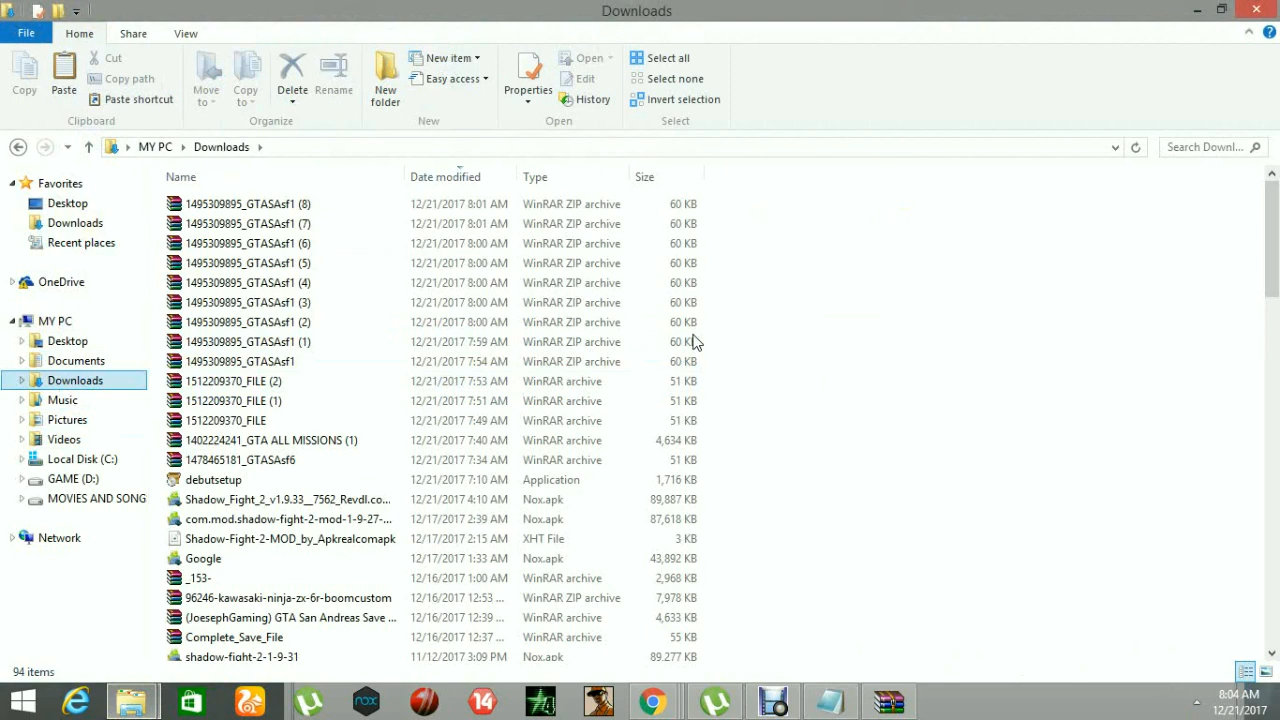 Downloads
File Home Share View
Cut
Copy path
Paste shortcut
Copy Paste
Clipboard
Move to Copy to Delete Rename
Organize
New folder
New item
Easy access
New
Properties
Open
Edit
History
Open
Select all
Select none
Invert selection
Select
MY PC Downloads Search Downl...
Favorites
Desktop
Downloads
Recent places
OneDrive
MY PC
Desktop
Documents
Downloads
Music
Pictures
Videos
Local Disk (C:)
GAME (D:)
MOVIES AND SONG
Network
Name Date modified Type Size
1495309895_GTASAsf1 (8) 12/21/2017 8:01 AM WinRAR ZIP archive 60 KB
1495309895_GTASAsf1 (7) 12/21/2017 8:01 AM WinRAR ZIP archive 60 KB
1495309895_GTASAsf1 (6) 12/21/2017 8:00 AM WinRAR ZIP archive 60 KB
1495309895_GTASAsf1 (5) 12/21/2017 8:00 AM WinRAR ZIP archive 60 KB
1495309895_GTASAsf1 (4) 12/21/2017 8:00 AM WinRAR ZIP archive 60 KB
1495309895_GTASAsf1 (3) 12/21/2017 8:00 AM WinRAR ZIP archive 60 KB
1495309895_GTASAsf1 (2) 12/21/2017 8:00 AM WinRAR ZIP archive 60 KB
1495309895_GTASAsf1 (1) 12/21/2017 7:59 AM WinRAR ZIP archive 60 KB
1495309895_GTASAsf1 12/21/2017 7:54 AM WinRAR ZIP archive 60 KB
1512209370_FILE (2) 12/21/2017 7:53 AM WinRAR archive 51 KB
1512209370_FILE (1) 12/21/2017 7:51 AM WinRAR archive 51 KB
1512209370_FILE 12/21/2017 7:49 AM WinRAR archive 51 KB
1402224241_GTA ALL MISSIONS (1) 12/21/2017 7:40 AM WinRAR archive 4,634 KB
1478465181_GTASAsf6 12/21/2017 7:34 AM WinRAR archive 51 KB
debutsetup 12/21/2017 7:10 AM Application 1,716 KB
Shadow_Fight_2_v1.9.33__7562_Revdl.co... 12/21/2017 4:10 AM Nox.apk 89,887 KB
com.mod.shadow-fight-2-mod-1-9-27-... 12/17/2017 2:39 AM Nox.apk 87,618 KB
Shadow-Fight-2-MOD_by_Apkrealcomapk 12/17/2017 2:15 AM XHT File 3 KB
Google 12/17/2017 1:33 AM Nox.apk 43,892 KB
_153- 12/16/2017 1:00 AM WinRAR archive 2,968 KB
96246-kawasaki-ninja-zx-6r-boomcustom 12/16/2017 12:53 ... WinRAR ZIP archive 7,978 KB
(JoesephGaming) GTA San Andreas Save ... 12/16/2017 12:39 ... WinRAR archive 4,633 KB
Complete_Save_File 12/16/2017 12:37 ... WinRAR archive 55 KB
shadow-fight-2-1-9-31 11/12/2017 3:09 PM Nox.apk 89,277 KB
94 items
nox
14
8:04 AM
12/21/2017